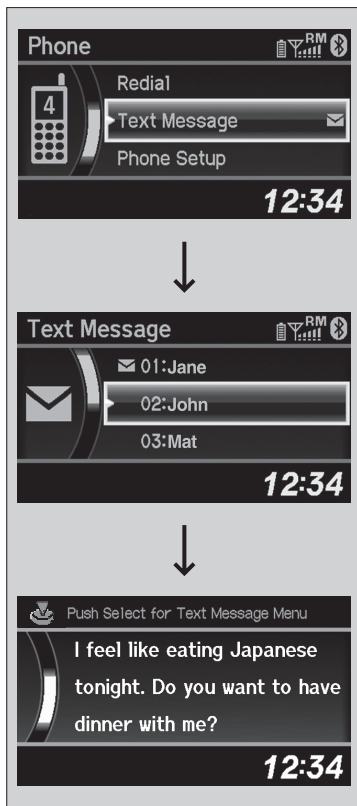 Phone
RM
4
Redial
Text Message
Phone Setup
12:34
Text Message
RM
01:Jane
02:John
03:Mat
12:34
Push Select for Text Message Menu
I feel like eating Japanese
tonight. Do you want to have
dinner with me?
12:34